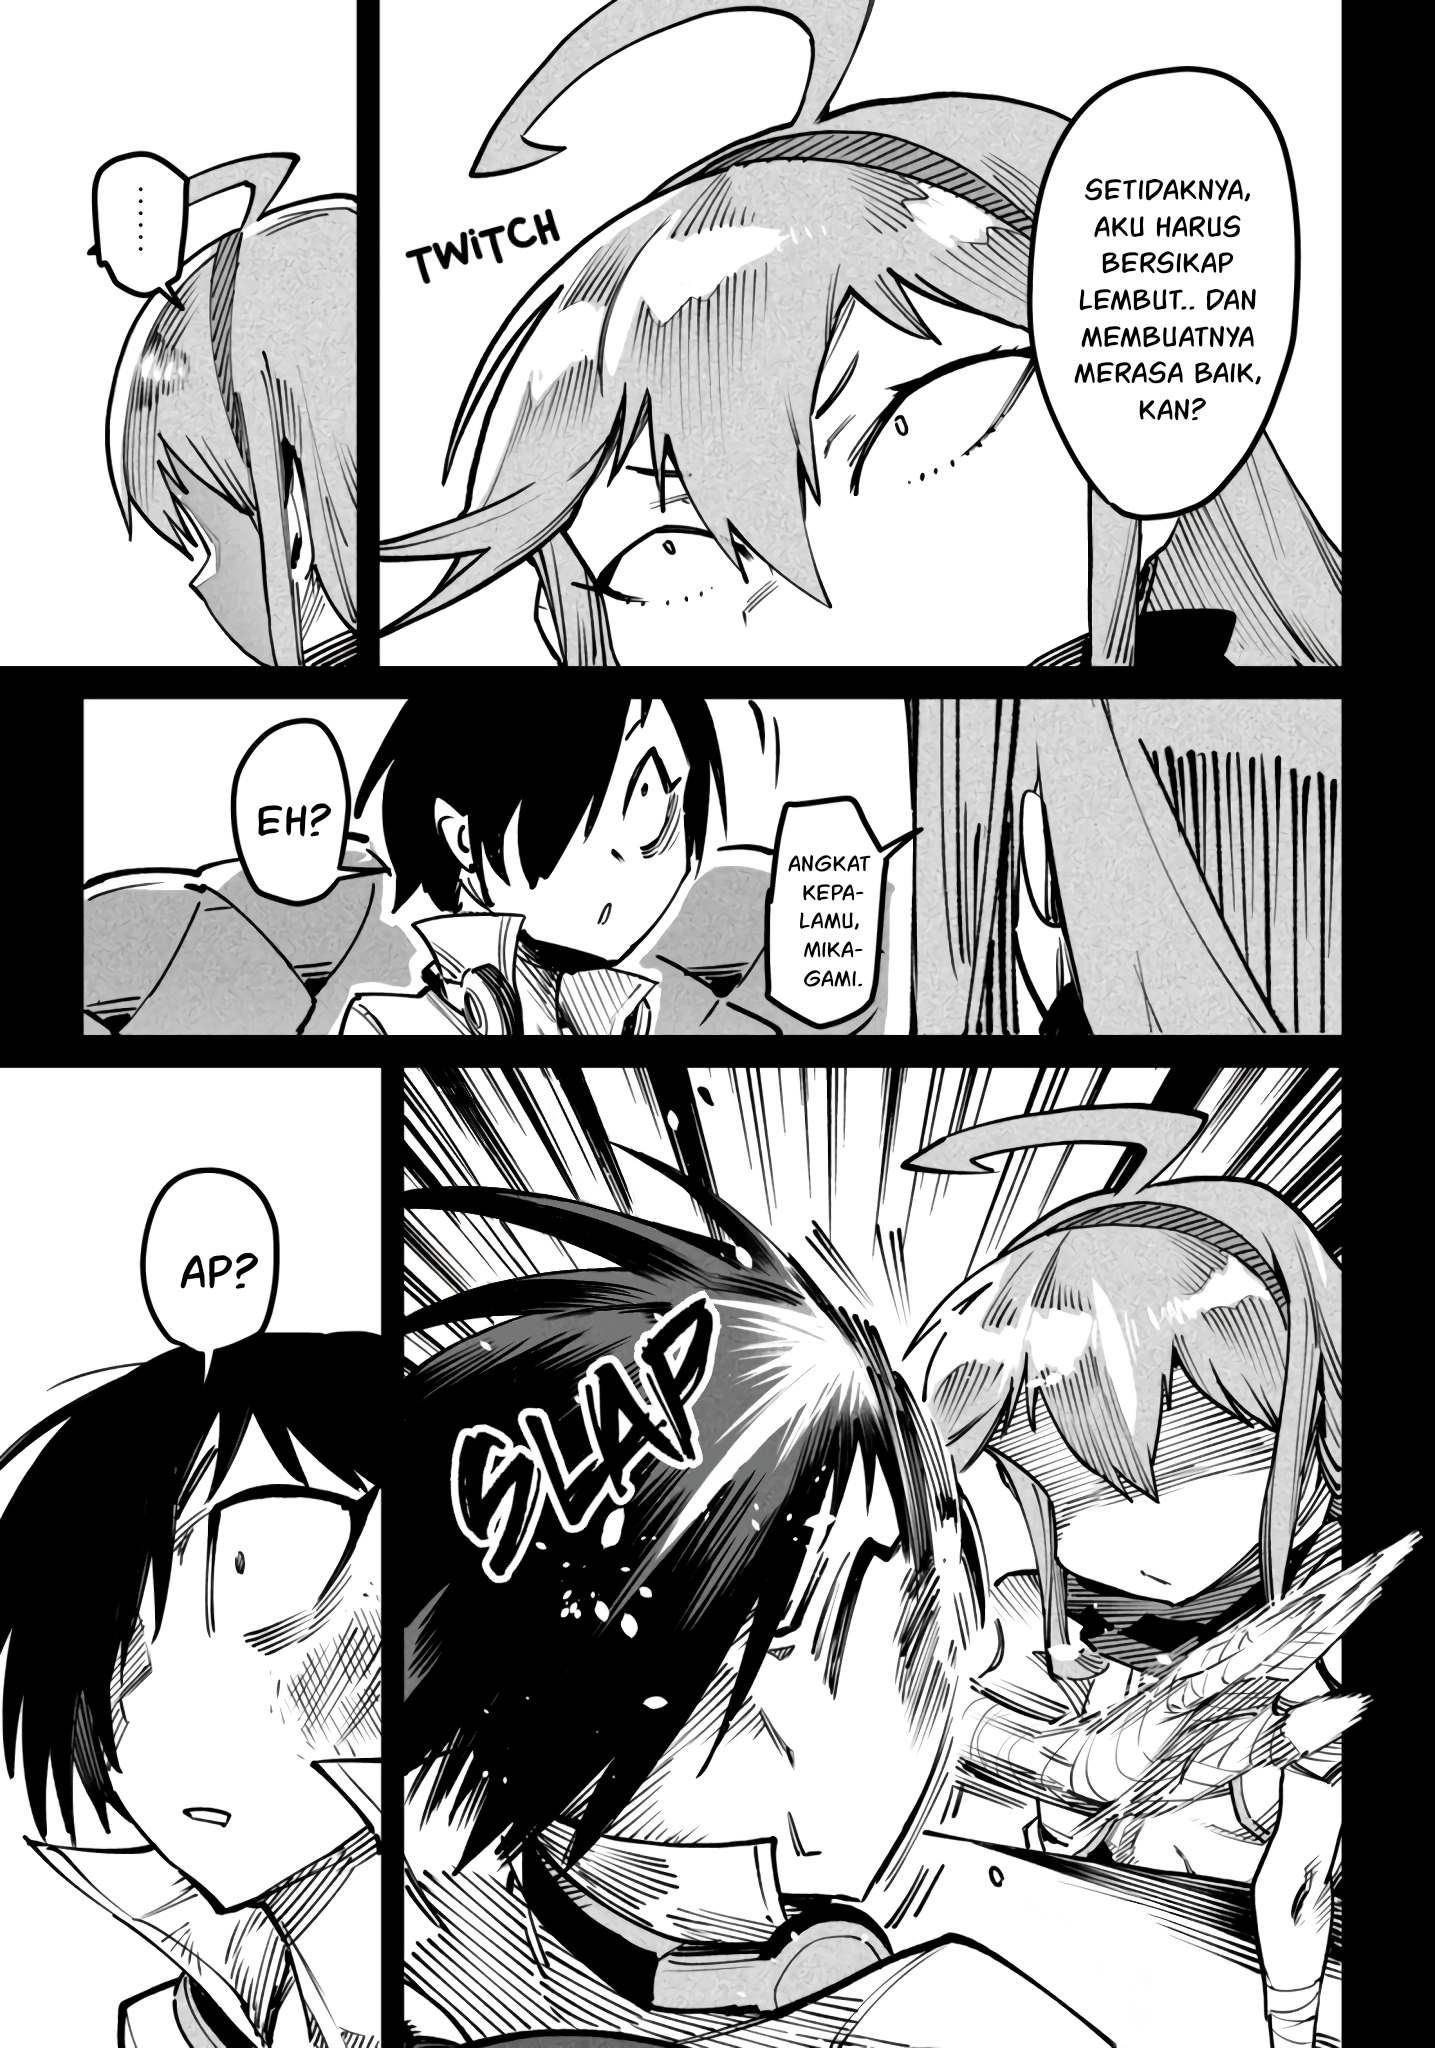 SETIDAKNYA,
AKU HARUS
BERSIKAP
LEMBUT.. DAN
MEMBUATNYA
MERASA BAIK,
KAN?
TWITCH
.......
ANGKAT
KEPA-
LAMU,
MIKA-
GAMI.
EH?
SLAP
AP?